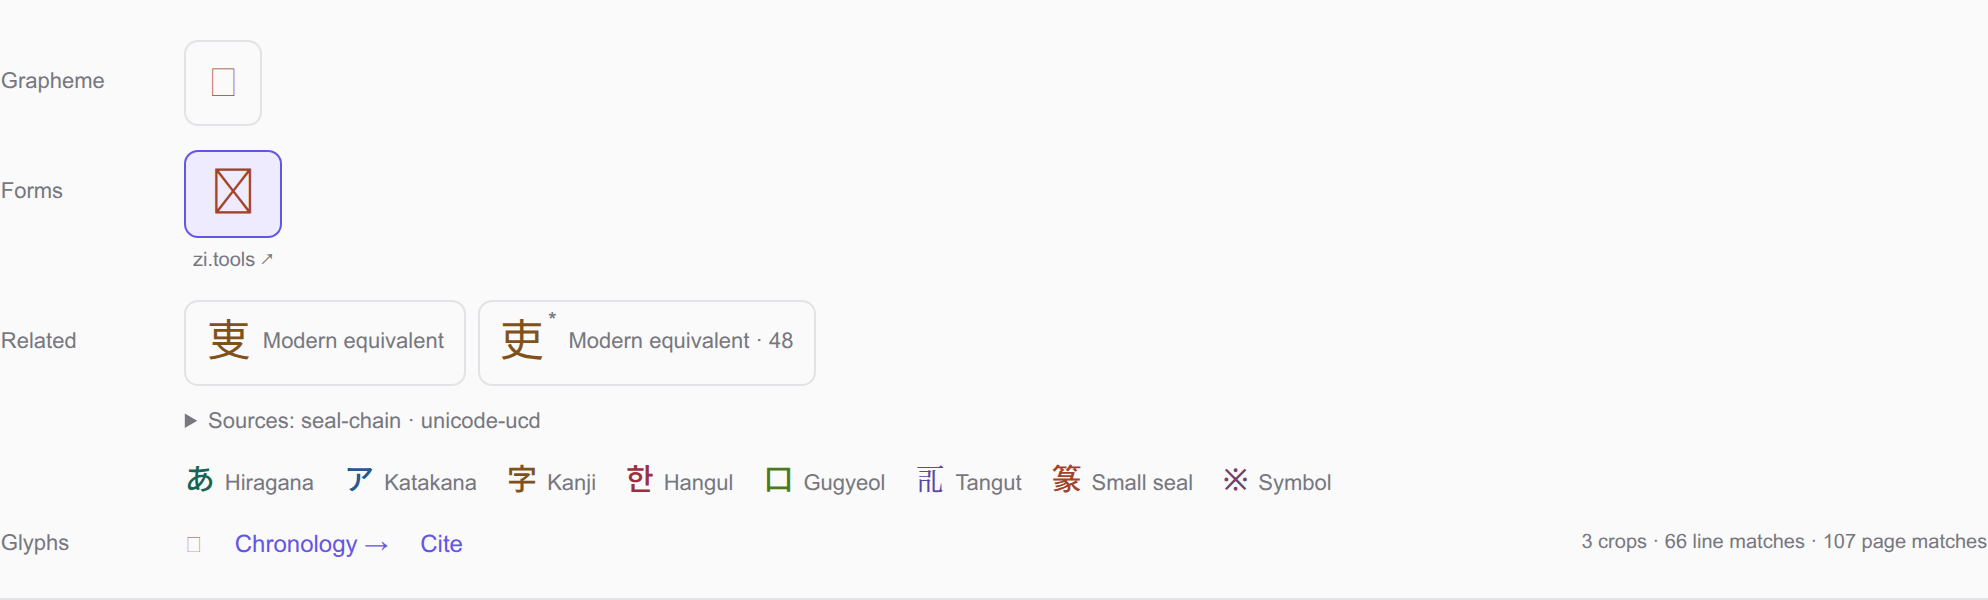 Grapheme
Forms
zi.tools ↗
Related
叓 Modern equivalent
吏* Modern equivalent · 48
▶ Sources: seal-chain · unicode-ucd
あ Hiragana ア Katakana 字 Kanji 한 Hangul 口 Gugyeol Tangut 篆 Small seal ※ Symbol
Glyphs Chronology → Cite 3 crops · 66 line matches · 107 page matches